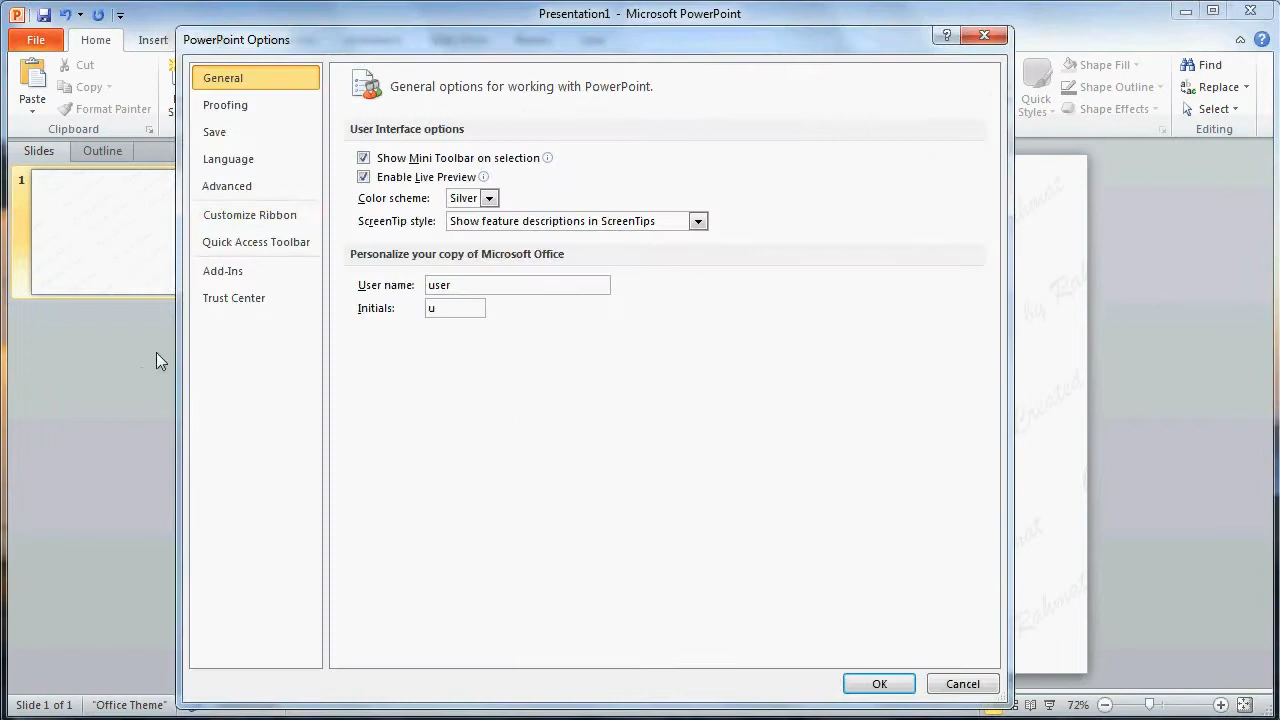 Presentation1 - Microsoft PowerPoint
File Home Insert
PowerPoint Options
Paste
Cut
Copy
Format Painter
Clipboard
Quick Styles
Shape Fill
Shape Outline
Shape Effects
Find
Replace
Select
Editing
Slides Outline
1
General
Proofing
Save
Language
Advanced
Customize Ribbon
Quick Access Toolbar
Add-Ins
Trust Center
General options for working with PowerPoint.
User Interface options
Show Mini Toolbar on selection
Enable Live Preview
Color scheme: Silver
ScreenTip style: Show feature descriptions in ScreenTips
Personalize your copy of Microsoft Office
User name: user
Initials: u
OK Cancel
by Ra
Created
Rahmat
Slide 1 of 1 "Office Theme" 72%